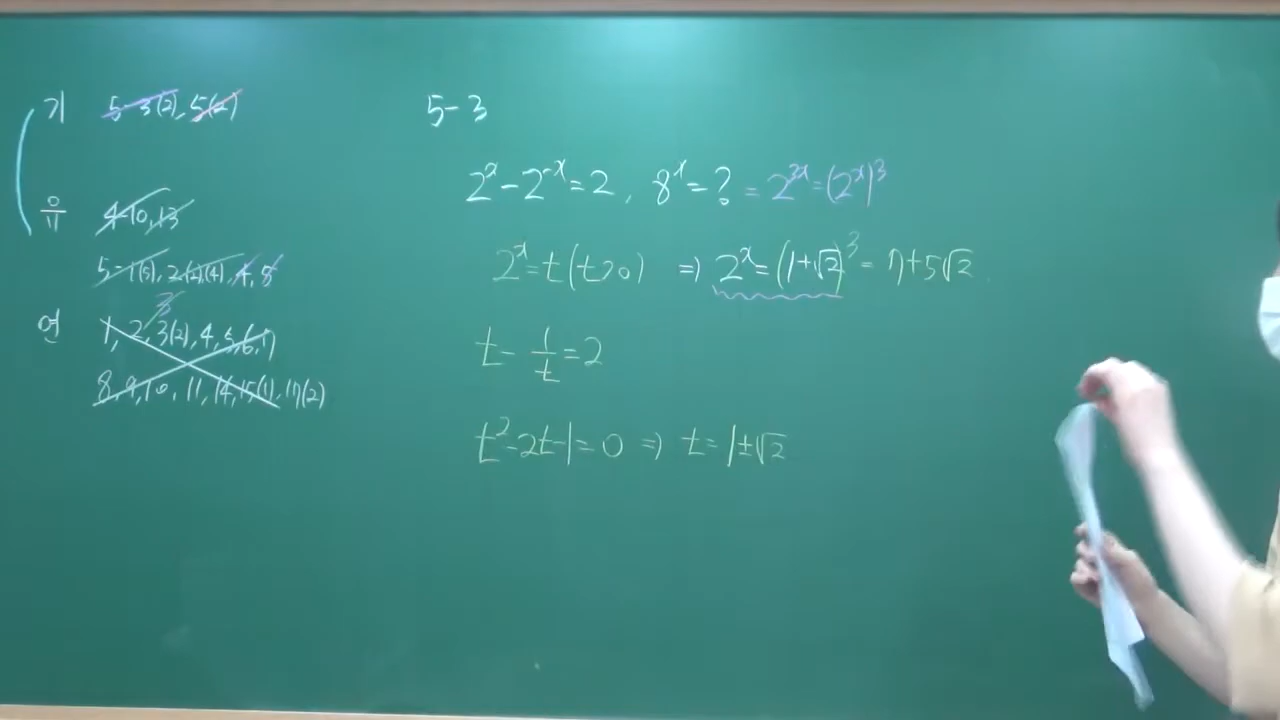 기 5-3(2), 5(2)
유 4-10, 13
5-1(5), 2(2)(4), 4, 5
3
연 1, 2, 3(2), 4, 5, 6, 7
8, 9, 10, 11, 14, 15(1), 17(2)
5-3
2^x - 2^-x = 2, 8^x = ? = 2^3x = (2^x)^3
2^x = t (t>0) ⇒ 2^x = (1+√2)^3 = 7+5√2
t - 1/t = 2
t^2 - 2t - 1 = 0 ⇒ t = 1±√2